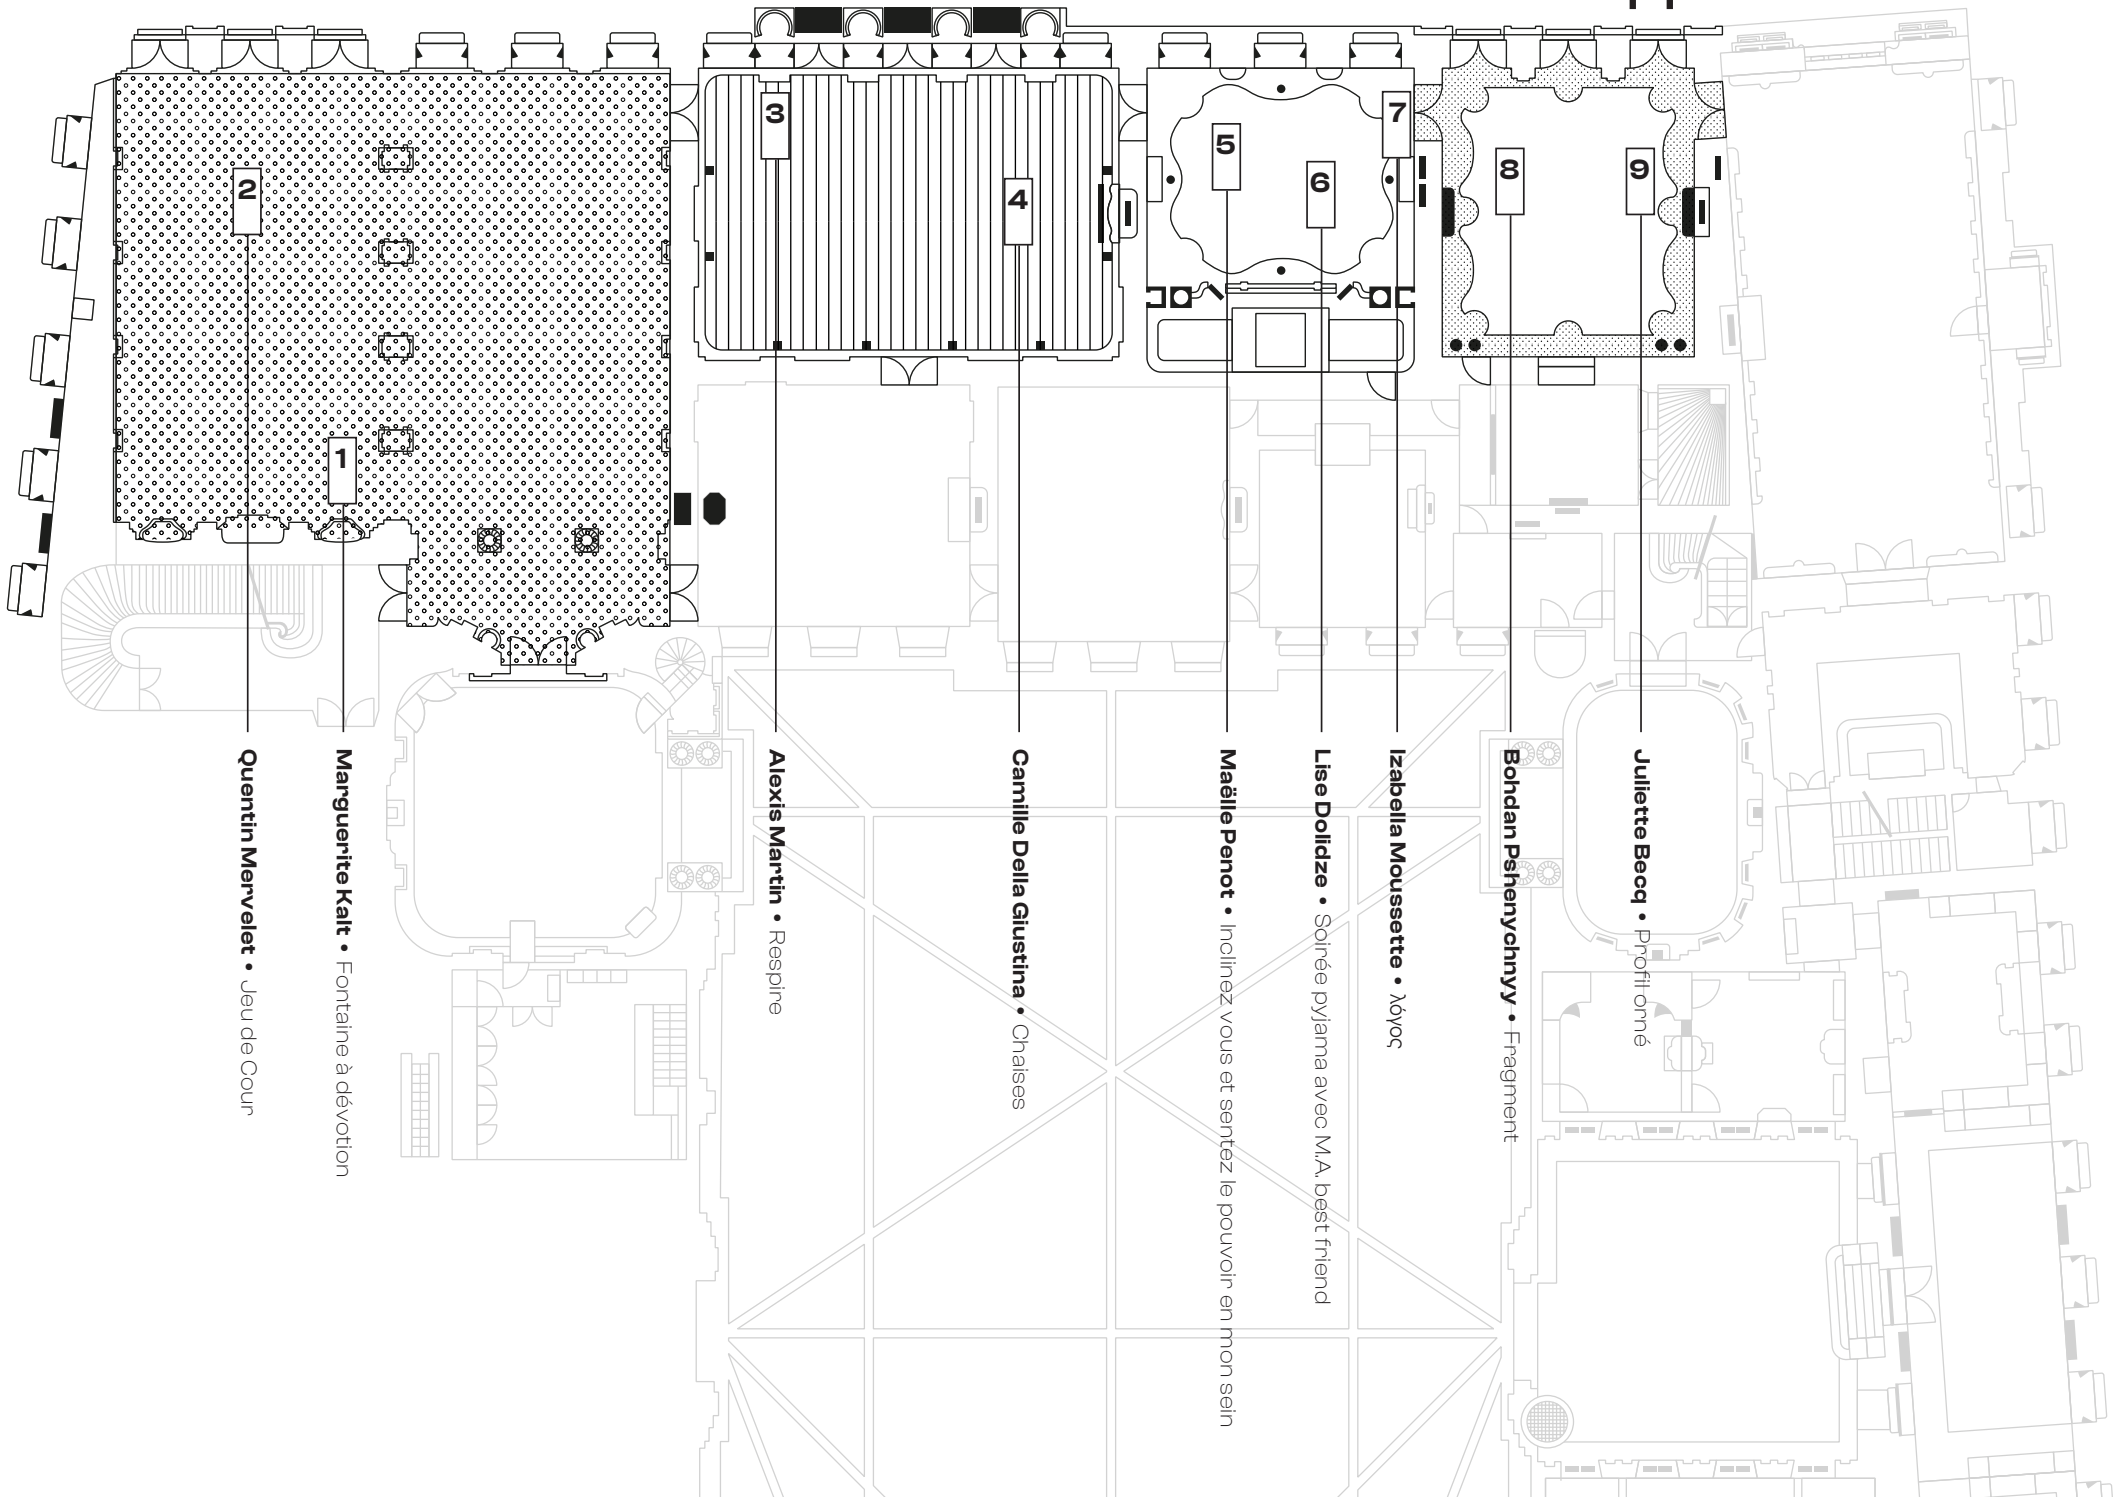 2
1
3
4
5
6
7
8
9
Quentin Mervelet • Jeu de Cour
Marguerite Kalt • Fontaine à dévotion
Alexis Martin • Respire
Camille Della Giustina • Chaises
Maëlle Penot • Inclinez vous et sentez le pouvoir en mon sein
Lise Dolidze • Soirée pyjama avec M.A. best friend
Izabella Moussette • λόγος
Bohdan Pshenychnyy • Fragment
Juliette Becq • Profil orné